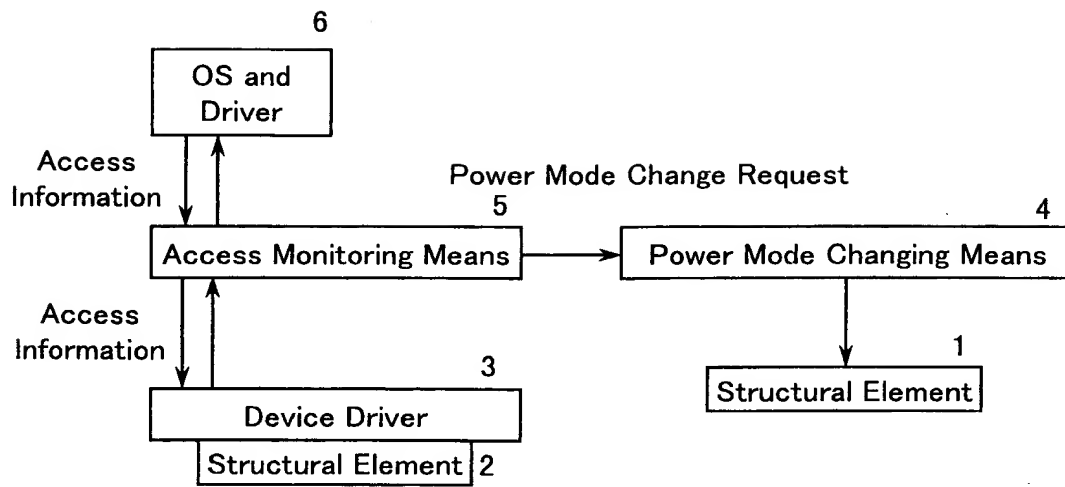 6
OS and
Driver
Access
Information
Power Mode Change Request
5
4
Access Monitoring Means
Power Mode Changing Means
Access
Information
3
1
Device Driver
Structural Element
Structural Element 2